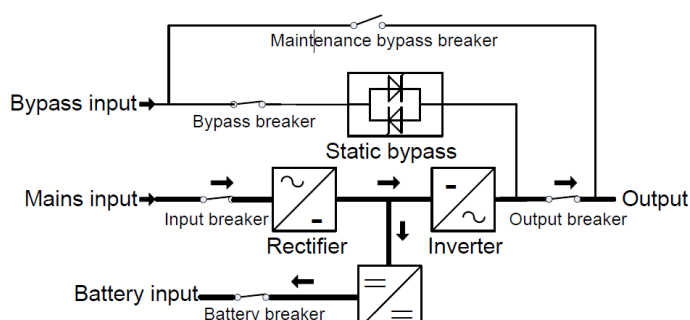 Maintenance bypass breaker
Bypass input
Bypass breaker
Static bypass
Mains input
Input breaker
Output breaker
Output
Rectifier
Inverter
Battery input
Battery breaker